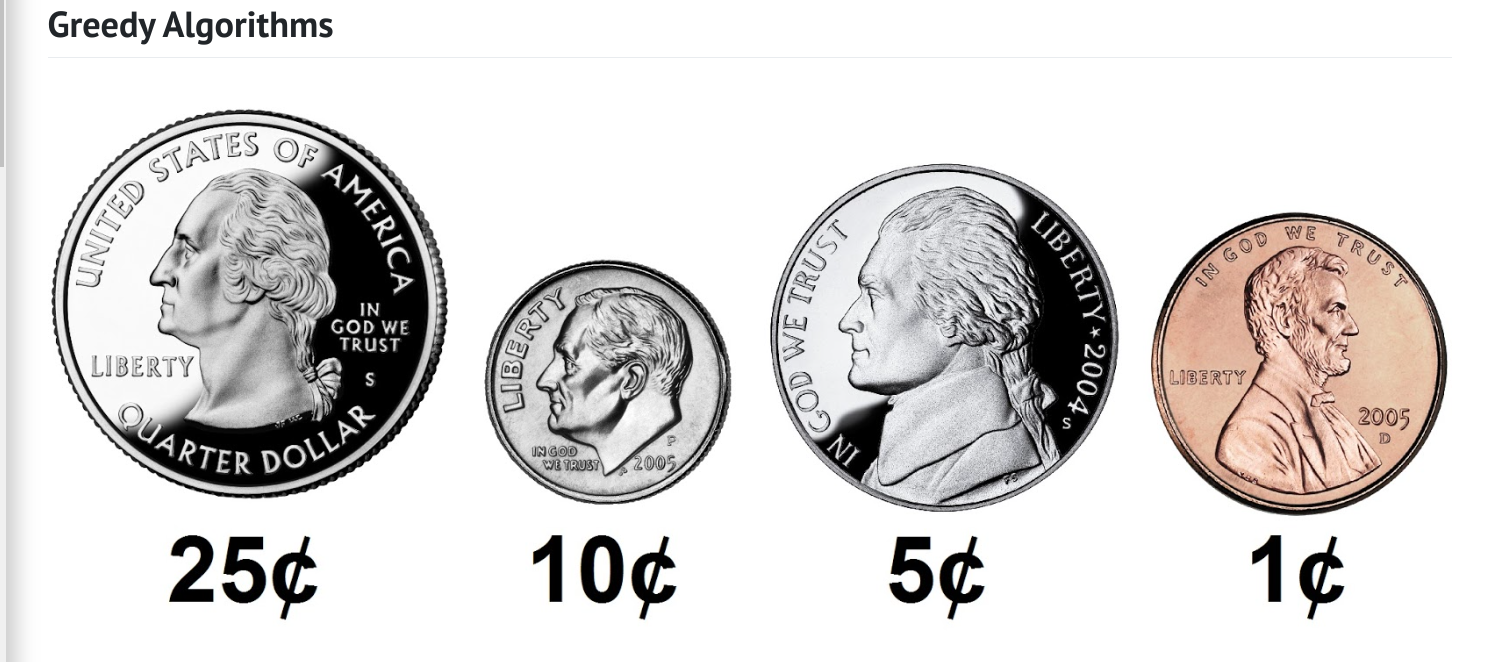 Greedy Algorithms
UNITED STATES OF AMERICA
IN
GOD WE
TRUST
LIBERTY
S
QUARTER DOLLAR
LIBERTY
IN GOD
WE TRUST
P
2005
IN GOD WE TRUST
LIBERTY ★ 2004
S
IN GOD WE TRUST
LIBERTY
2005
D
25¢
10¢
5¢
1¢